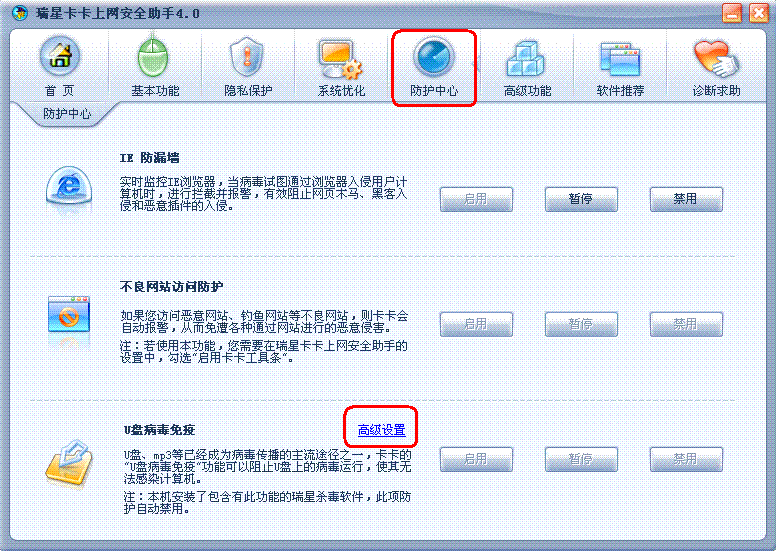 瑞星卡卡上网安全助手4.0
首 页 基本功能 隐私保护 系统优化 防护中心 高级功能 软件推荐 诊断求助
防护中心
IE 防漏墙
实时监控IE浏览器，当病毒试图通过浏览器入侵用户计
算机时，进行拦截并报警，有效阻止网页木马、黑客入
侵和恶意插件的入侵。
启用 暂停 禁用
不良网站访问防护
如果您访问恶意网站、钓鱼网站等不良网站，则卡卡会
自动报警，从而免遭各种通过网站进行的恶意侵害。
注：若使用本功能，您需要在瑞星卡卡上网安全助手的
设置中，勾选“启用卡卡工具条”。
启用 暂停 禁用
U盘病毒免疫 高级设置
U盘、mp3等已经成为病毒传播的主流途径之一，卡卡的
“U盘病毒免疫”功能可以阻止U盘上的病毒运行，使其无
法感染计算机。
注：本机安装了包含有此功能的瑞星杀毒软件，此项防
护自动禁用。
启用 暂停 禁用